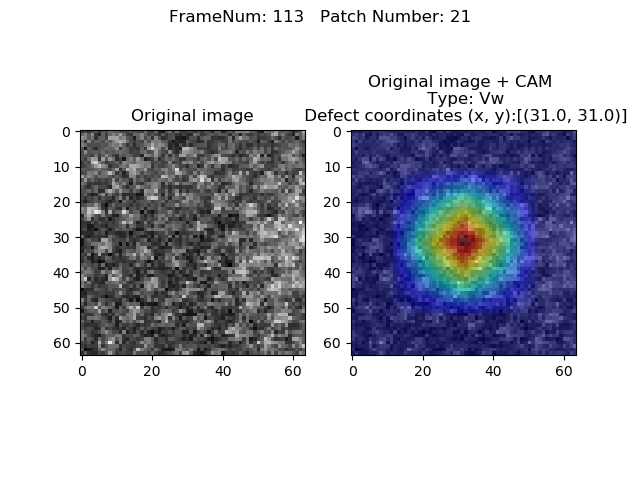 FrameNum: 113   Patch Number: 21
Original image
Original image + CAM
Type: Vw
Defect coordinates (x, y):[(31.0, 31.0)]
0
10
20
30
40
50
60
0 20 40 60
0
10
20
30
40
50
60
0 20 40 60